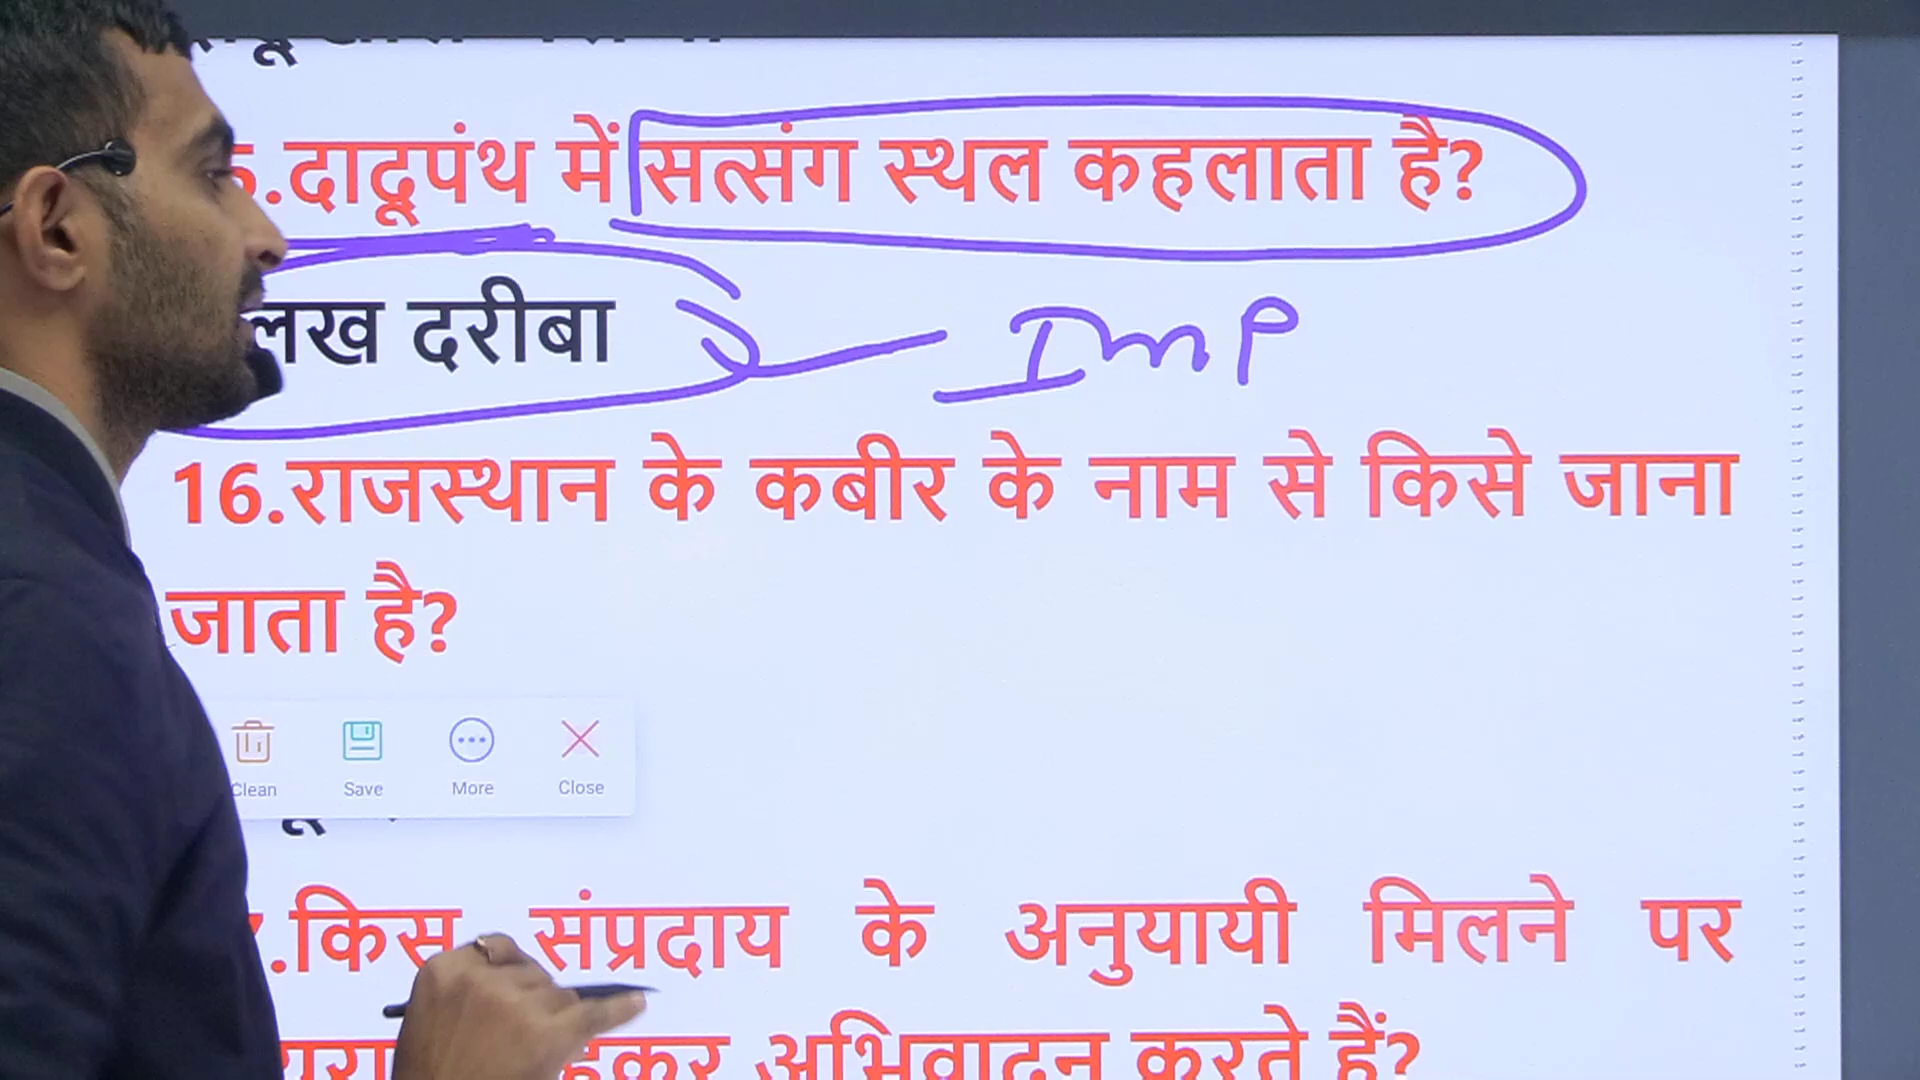 .दादूपंथ में सत्संग स्थल कहलाता है?
लख दरीबा
IMP
16.राजस्थान के कबीर के नाम से किसे जाना
जाता है?
Clean Save More Close
.किस संप्रदाय के अनुयायी मिलने पर
अभिवादन करते हैं?